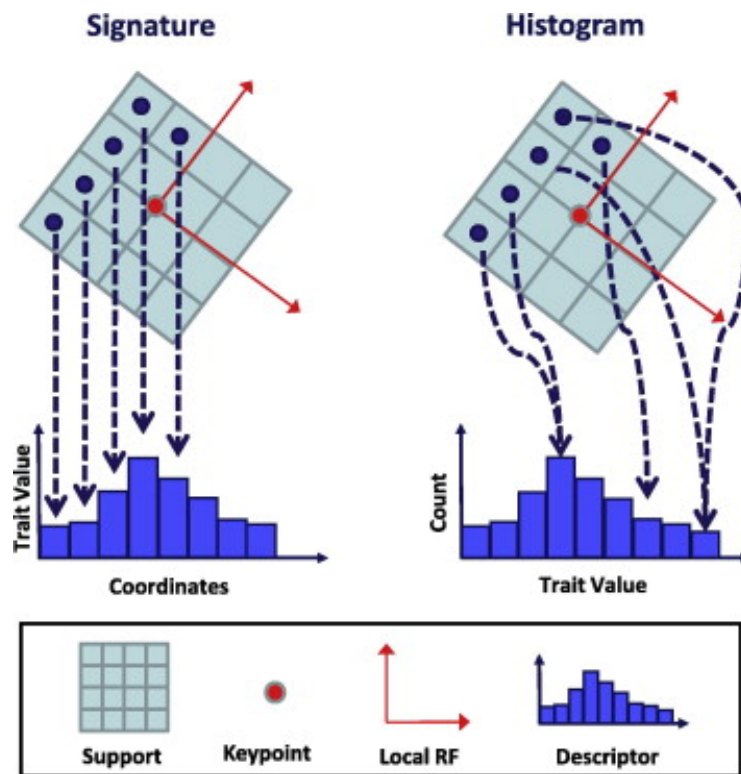 Signature
Histogram
Trait Value
Coordinates
Count
Trait Value
Support
Keypoint
Local RF
Descriptor